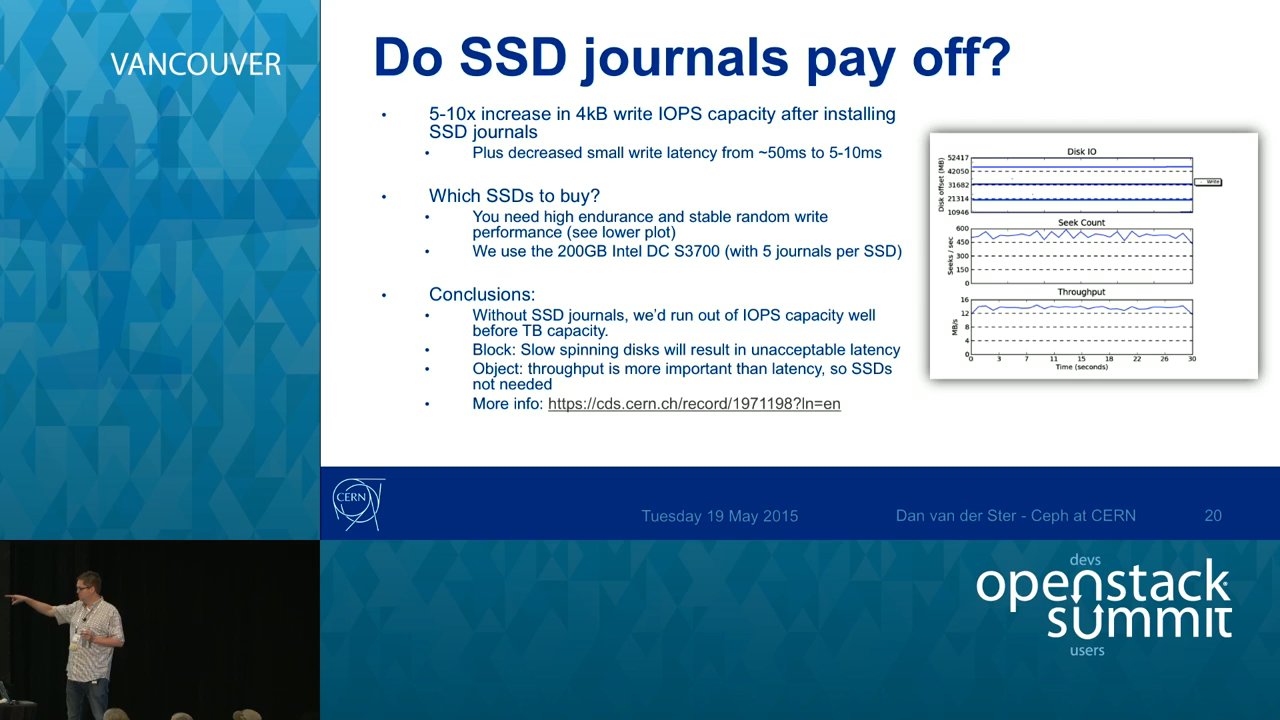 VANCOUVER
Do SSD journals pay off?
• 5-10x increase in 4kB write IOPS capacity after installing
SSD journals
• Plus decreased small write latency from ~50ms to 5-10ms
• Which SSDs to buy?
• You need high endurance and stable random write
performance (see lower plot)
• We use the 200GB Intel DC S3700 (with 5 journals per SSD)
• Conclusions:
• Without SSD journals, we'd run out of IOPS capacity well
before TB capacity.
• Block: Slow spinning disks will result in unacceptable latency
• Object: throughput is more important than latency, so SSDs
not needed
• More info: https://cds.cern.ch/record/1971198?ln=en
Disk IO
Disk offset (MB)
52417
42050
31682
21314
10946
Write
Seek Count
Seeks / sec
600
450
300
150
0
Throughput
MB/s
16
12
8
4
0
0 3 7 11 15 18 22 26 30
Time (seconds)
CERN
Tuesday 19 May 2015
Dan van der Ster - Ceph at CERN
20
devs
openstack
summit
users